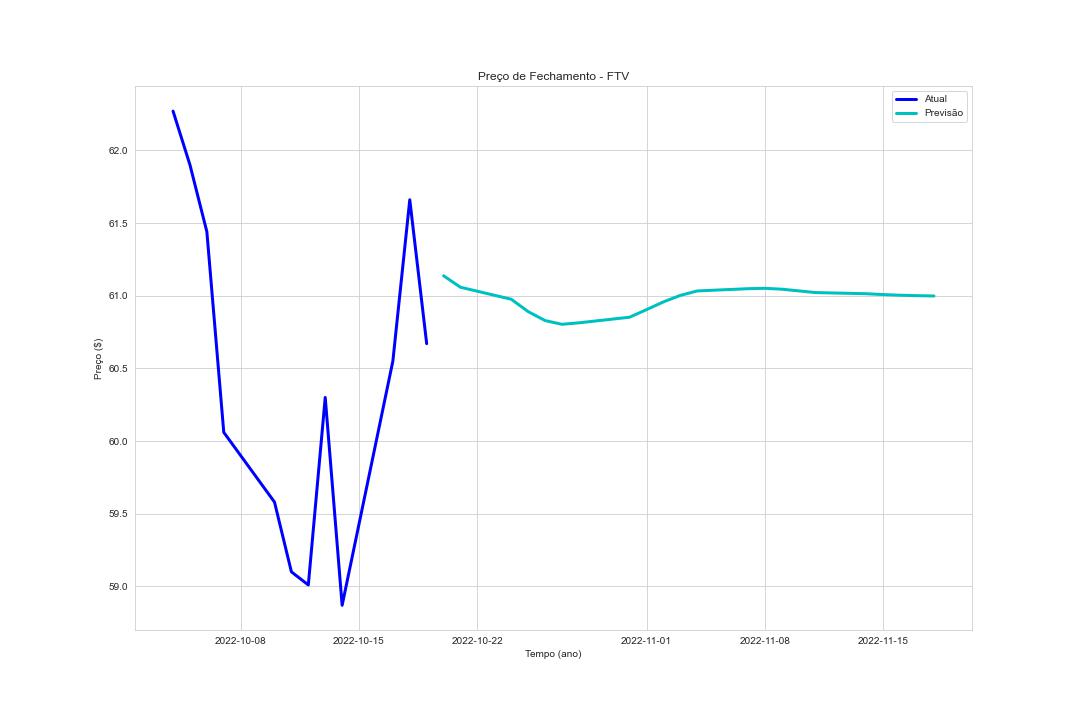 Preço de Fechamento - FTV
Atual
Previsão
62.0
61.5
61.0
60.5
60.0
59.5
59.0
Preço ($)
2022-10-08 2022-10-15 2022-10-22 2022-11-01 2022-11-08 2022-11-15
Tempo (ano)